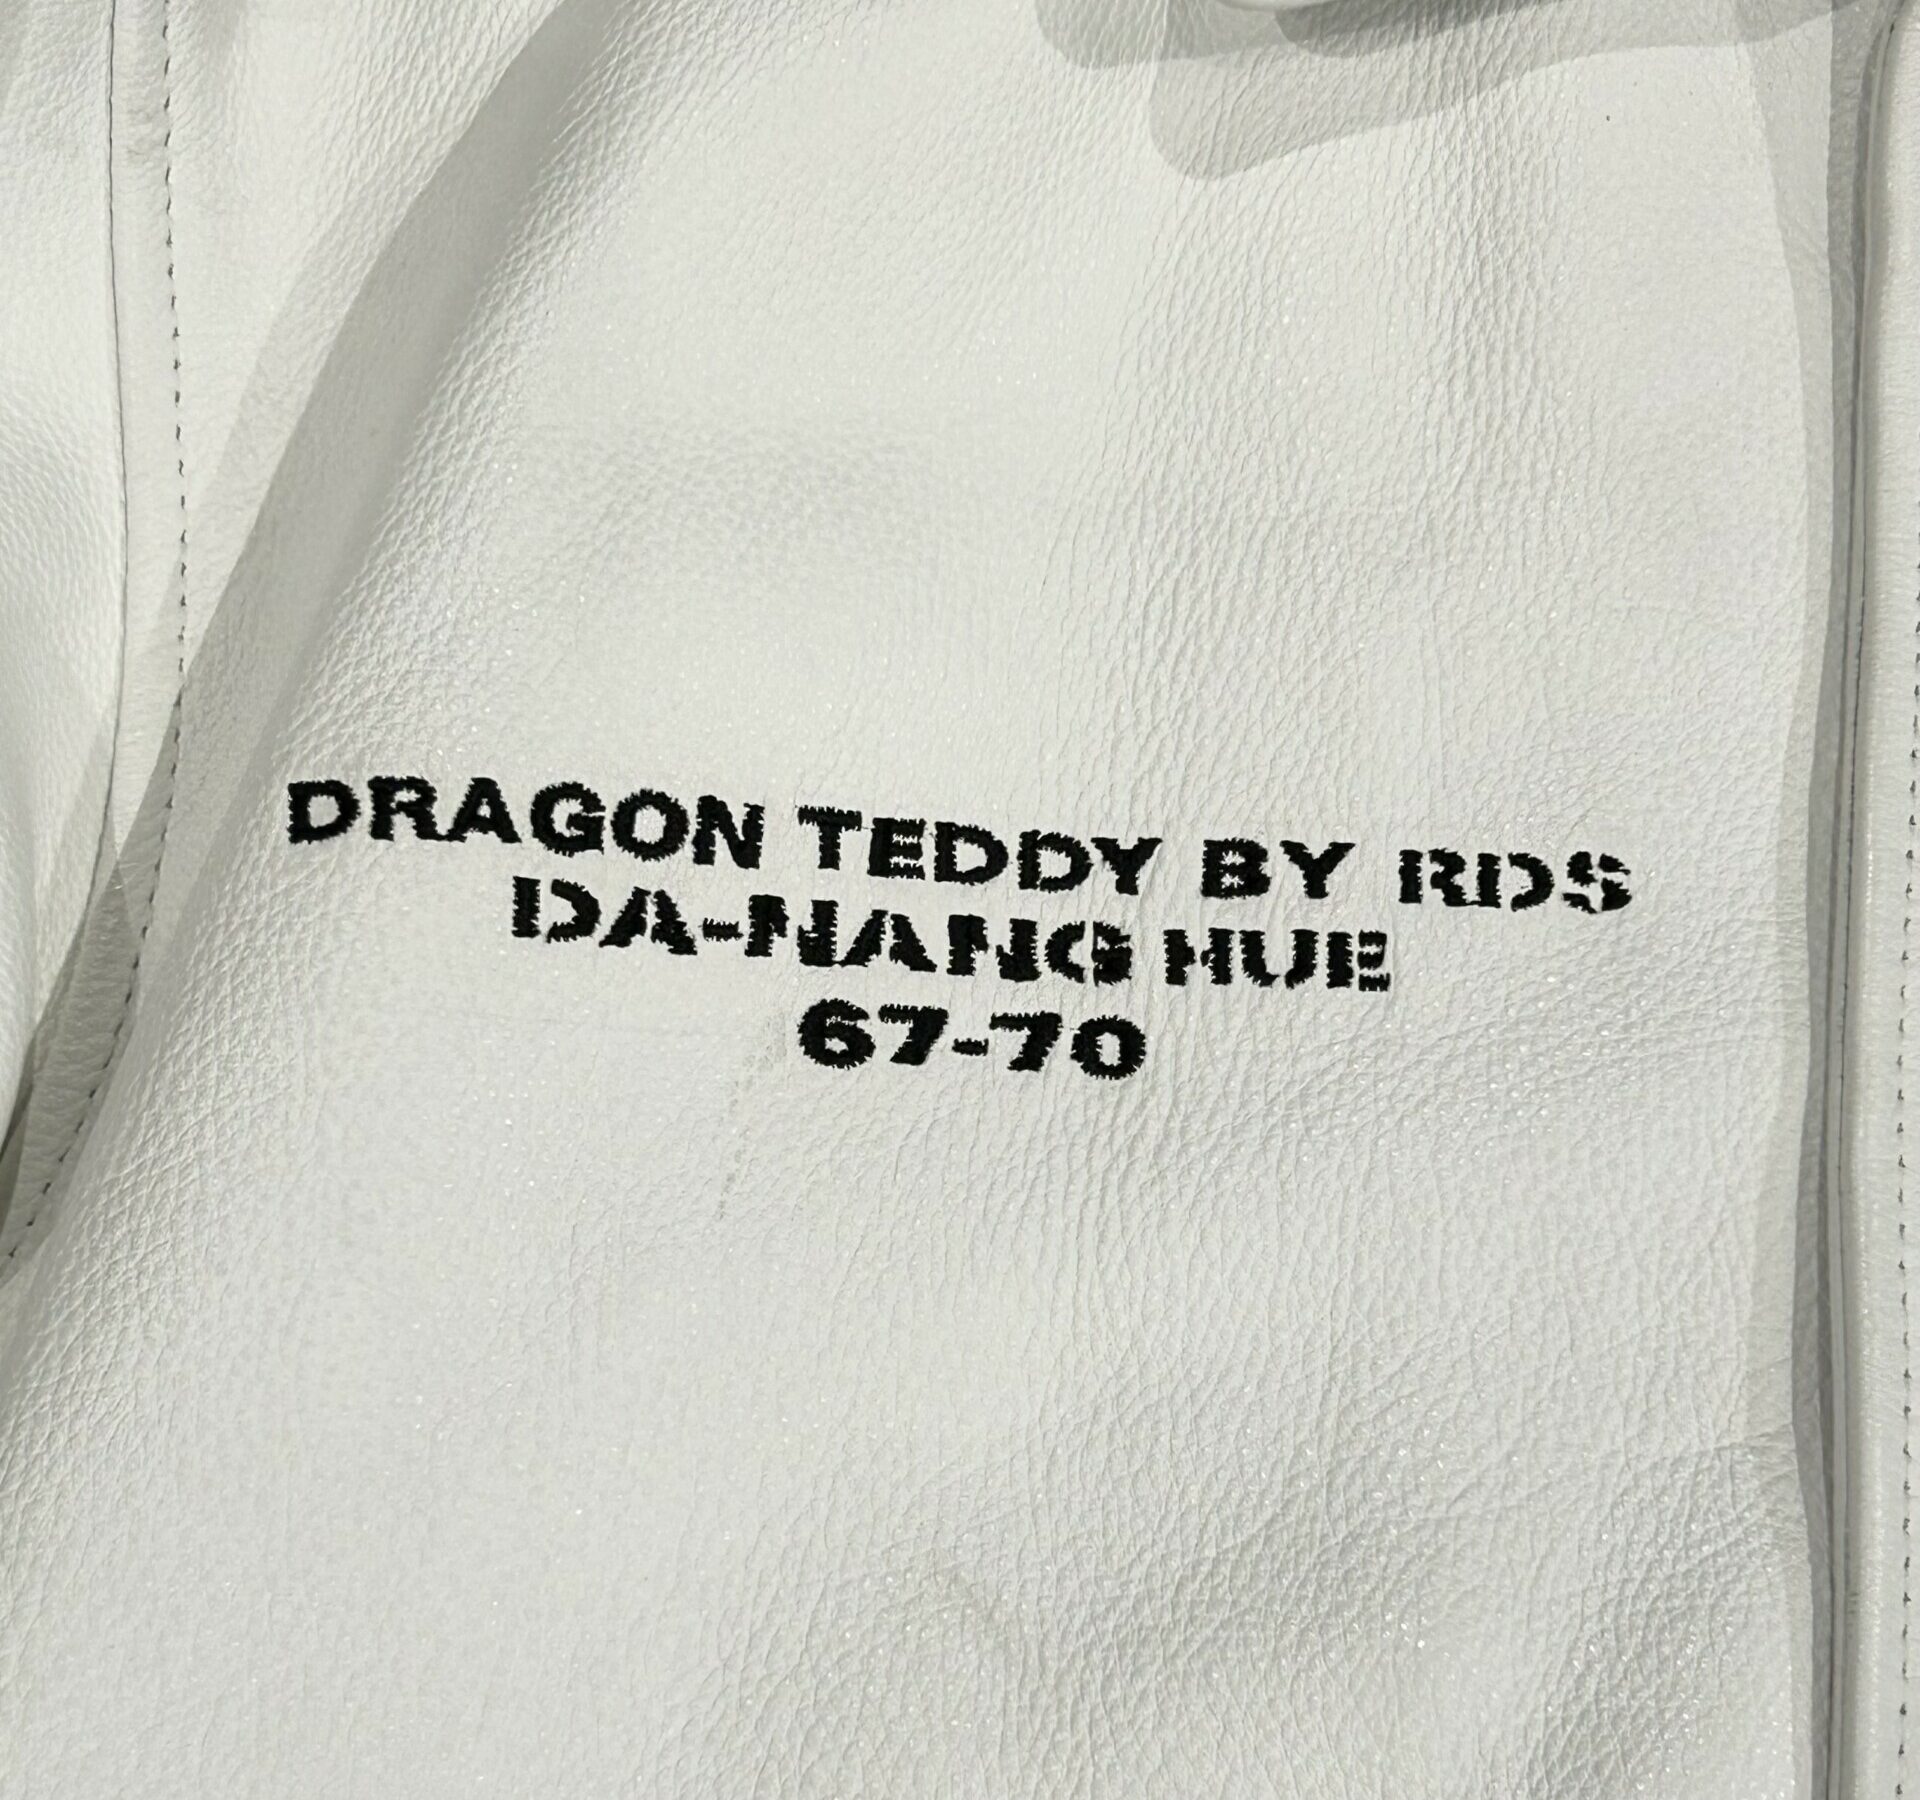 DRAGON TEDDY BY RDS
DA-NANG HUE
67-70